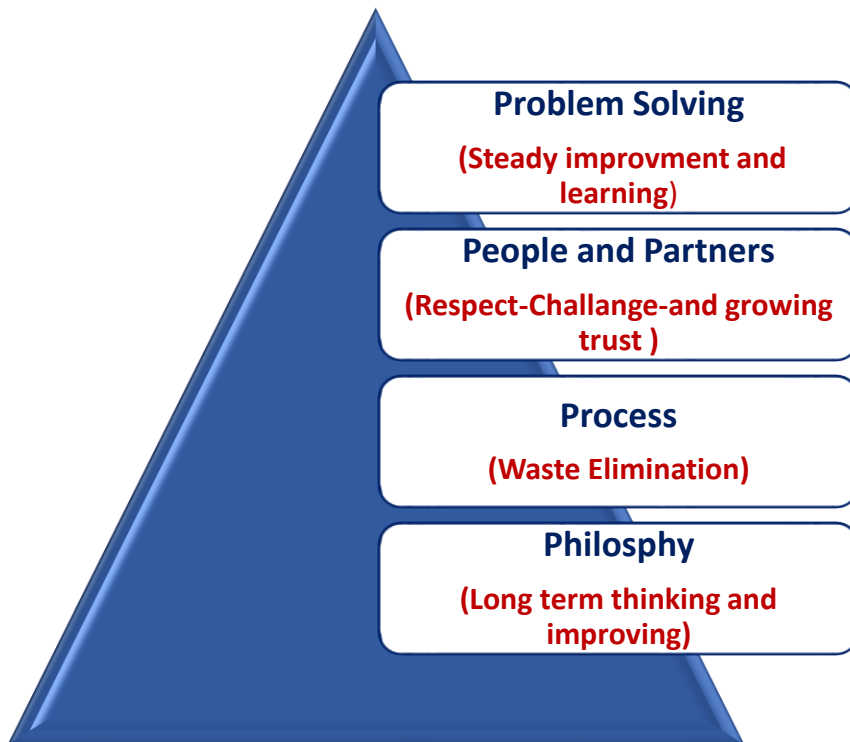 Problem Solving
(Steady improvment and
learning)
People and Partners
(Respect-Challange-and growing
trust )
Process
(Waste Elimination)
Philosphy
(Long term thinking and
improving)